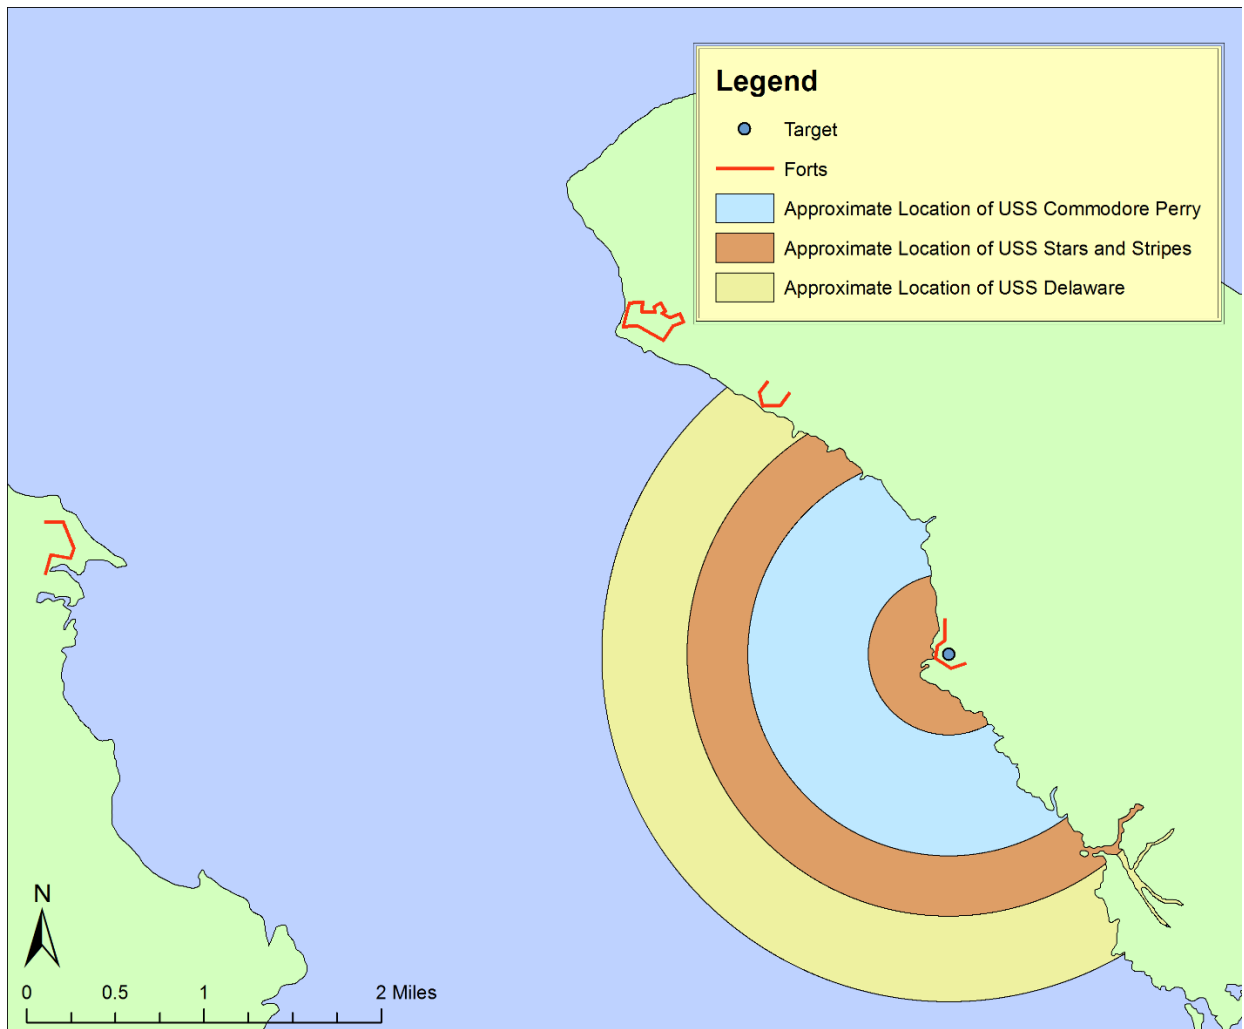 Legend
Target
Forts
Approximate Location of USS Commodore Perry
Approximate Location of USS Stars and Stripes
Approximate Location of USS Delaware
N
0 0.5 1 2 Miles